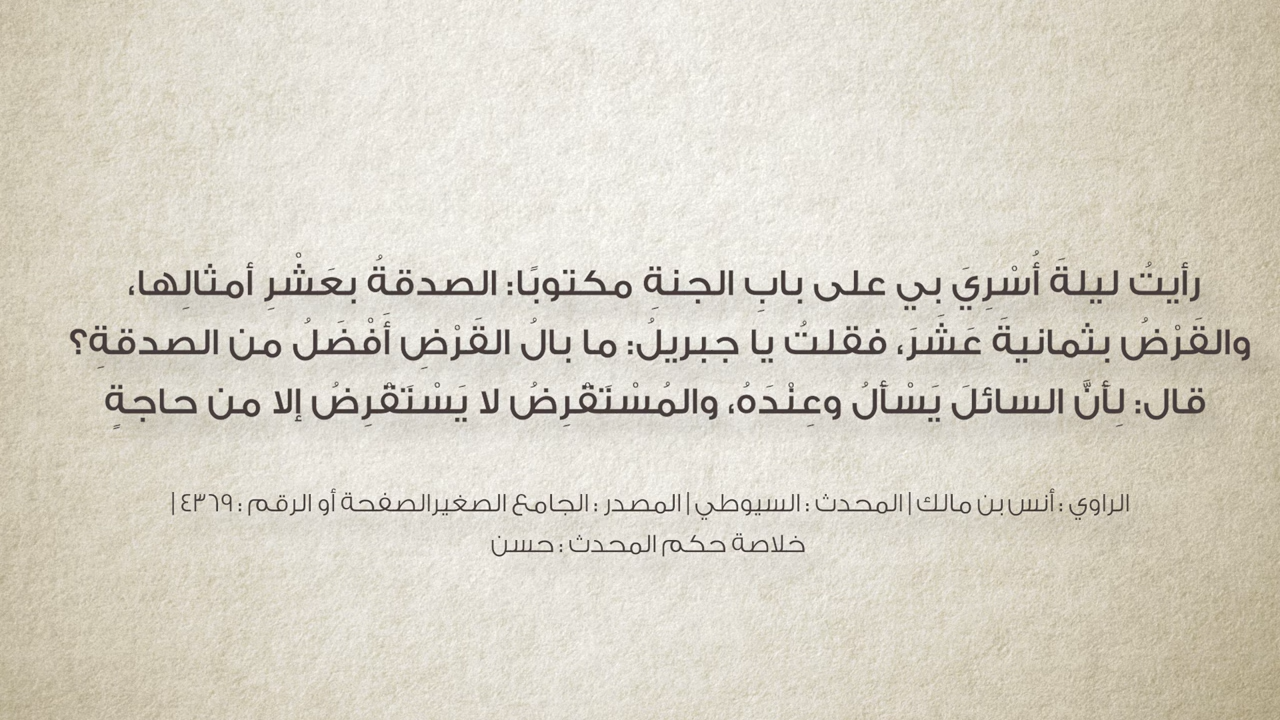 رأيتُ ليلةَ أُسْرِيَ بي على بابِ الجنةِ مكتوبًا: الصدقةُ بعَشْرِ أمثالِها،
والقَرْضُ بثمانيةَ عَشَرَ، فقلتُ يا جبريلُ: ما بالُ القَرْضِ أَفْضَلُ من الصدقةِ؟
قال: لِأنَّ السائلَ يَسْألُ وعِنْدَهُ، والمُسْتَقْرِضُ لا يَسْتَقْرِضُ إلا من حاجةٍ
الراوي : أنس بن مالك | المحدث : السيوطي | المصدر : الجامع الصغيرالصفحة أو الرقم : ٤٣٦٩ |
خلاصة حكم المحدث : حسن